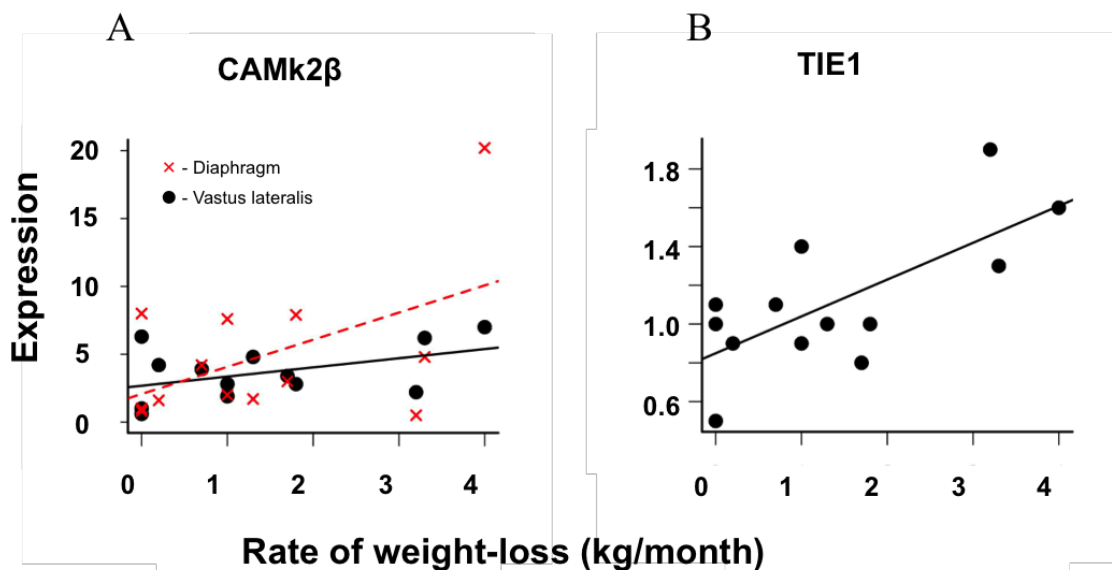 A
B
CAMk2β
TIE1
Expression
20
15
10
5
0
× - Diaphragm
● - Vastus lateralis
0 1 2 3 4
1.8
1.4
1.0
0.6
0 1 2 3 4
Rate of weight-loss (kg/month)